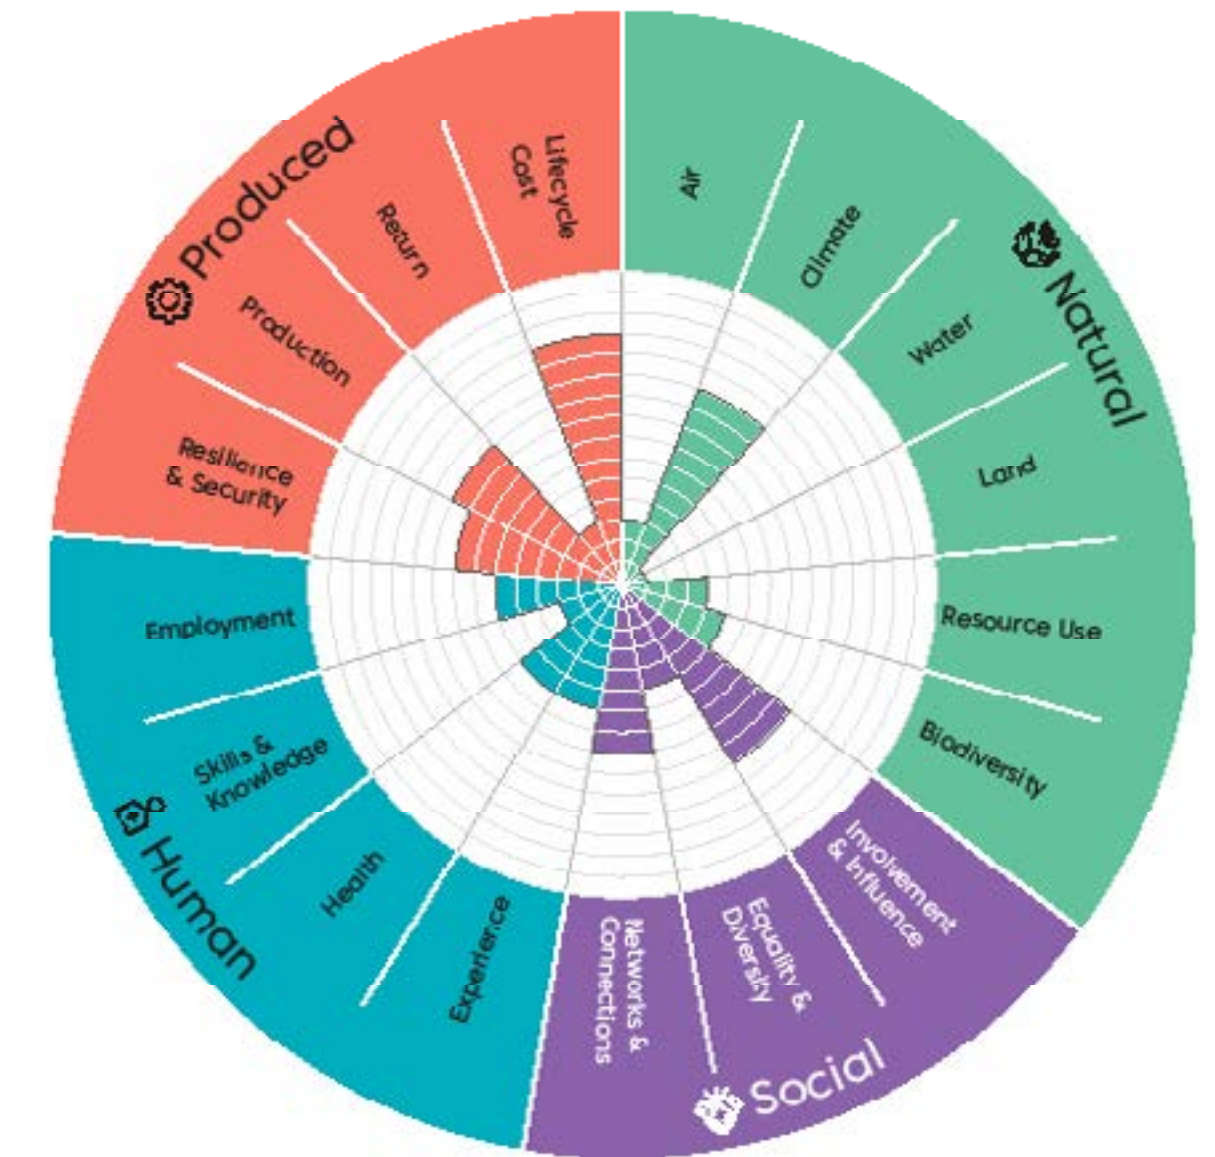 Produced
Lifecycle
Cost
Return
Production
Resilience
& Security
Natural
Air
Climate
Water
Land
Resource Use
Biodiversity
Social
Involvement
& Influence
Equality &
Diversity
Networks &
Connections
Human
Experience
Health
Skills &
Knowledge
Employment